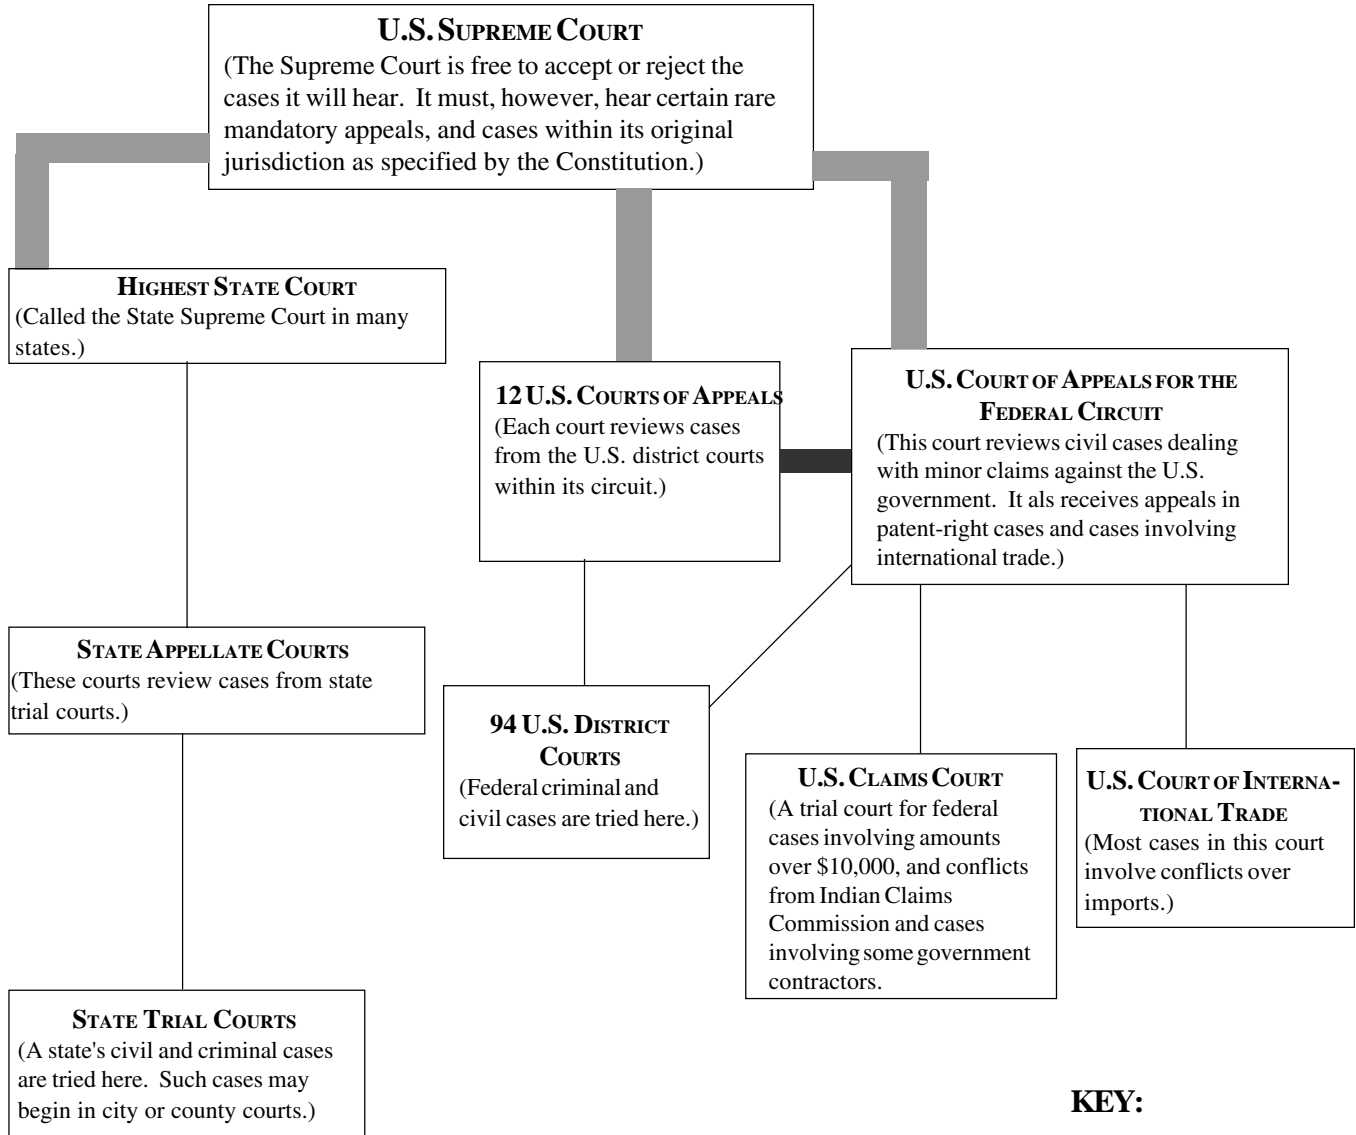 U.S. SUPREME COURT
(The Supreme Court is free to accept or reject the
cases it will hear. It must, however, hear certain rare
mandatory appeals, and cases within its original
jurisdiction as specified by the Constitution.)
HIGHEST STATE COURT
(Called the State Supreme Court in many
states.)
12 U.S. COURTS OF APPEALS
(Each court reviews cases
from the U.S. district courts
within its circuit.)
U.S. COURT OF APPEALS FOR THE
FEDERAL CIRCUIT
(This court reviews civil cases dealing
with minor claims against the U.S.
government. It als receives appeals in
patent-right cases and cases involving
international trade.)
STATE APPELLATE COURTS
(These courts review cases from state
trial courts.)
94 U.S. DISTRICT
COURTS
(Federal criminal and
civil cases are tried here.)
U.S. CLAIMS COURT
(A trial court for federal
cases involving amounts
over $10,000, and conflicts
from Indian Claims
Commission and cases
involving some government
contractors.
U.S. COURT OF INTERNA-
TIONAL TRADE
(Most cases in this court
involve conflicts over
imports.)
STATE TRIAL COURTS
(A state's civil and criminal cases
are tried here. Such cases may
begin in city or county courts.)
KEY: